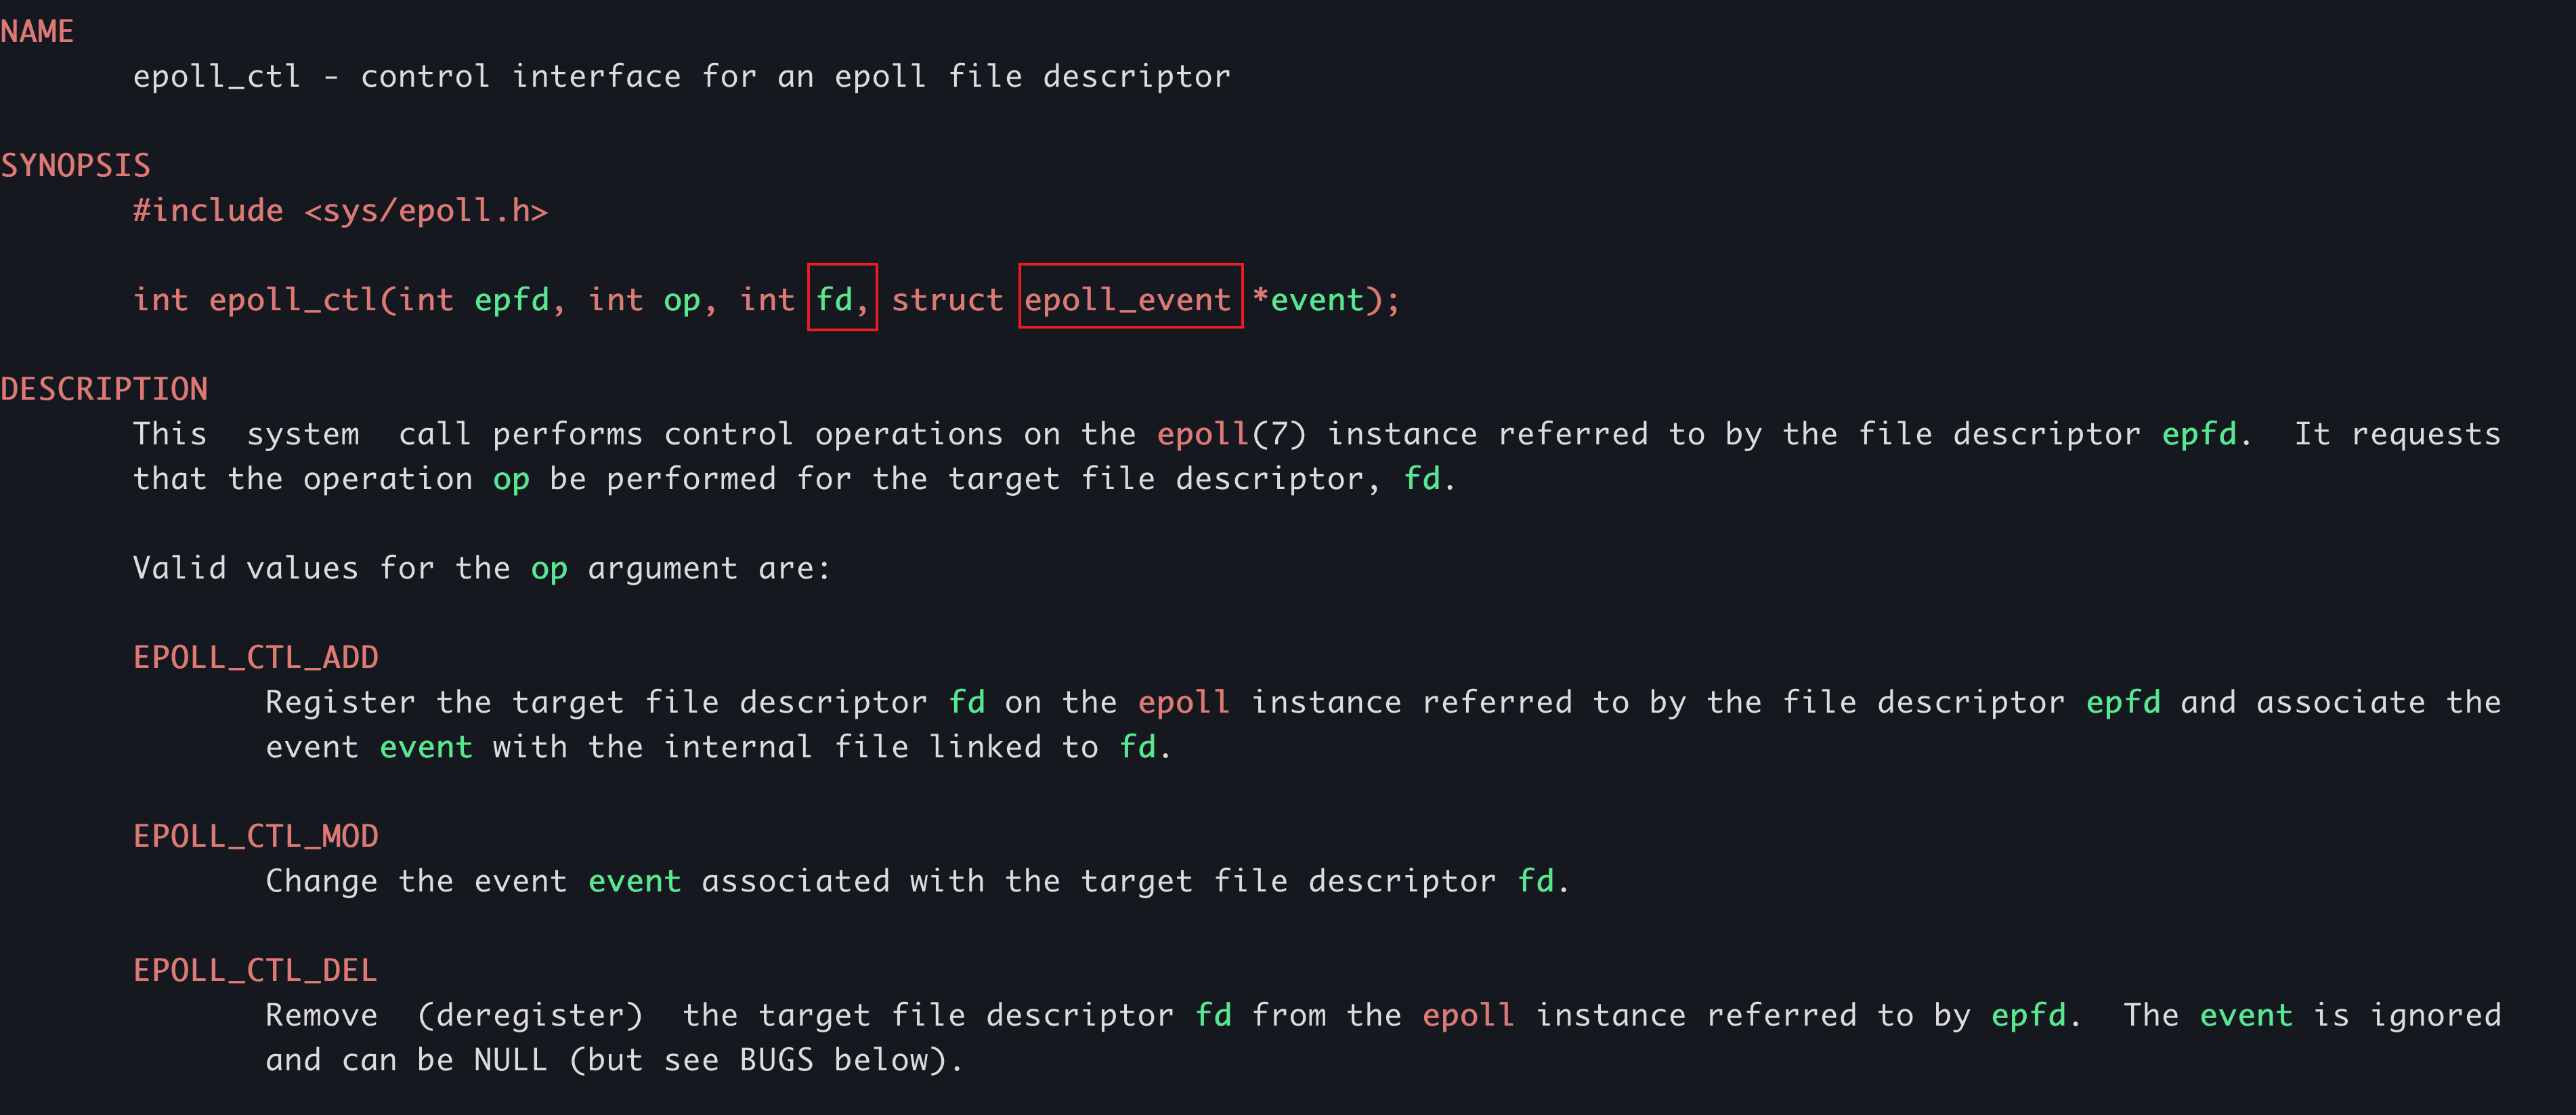 NAME
epoll_ctl - control interface for an epoll file descriptor
SYNOPSIS
#include <sys/epoll.h>
int epoll_ctl(int epfd, int op, int fd, struct epoll_event *event);
DESCRIPTION
This system call performs control operations on the epoll(7) instance referred to by the file descriptor epfd. It requests
that the operation op be performed for the target file descriptor, fd.
Valid values for the op argument are:
EPOLL_CTL_ADD
Register the target file descriptor fd on the epoll instance referred to by the file descriptor epfd and associate the
event event with the internal file linked to fd.
EPOLL_CTL_MOD
Change the event event associated with the target file descriptor fd.
EPOLL_CTL_DEL
Remove (deregister) the target file descriptor fd from the epoll instance referred to by epfd. The event is ignored
and can be NULL (but see BUGS below).